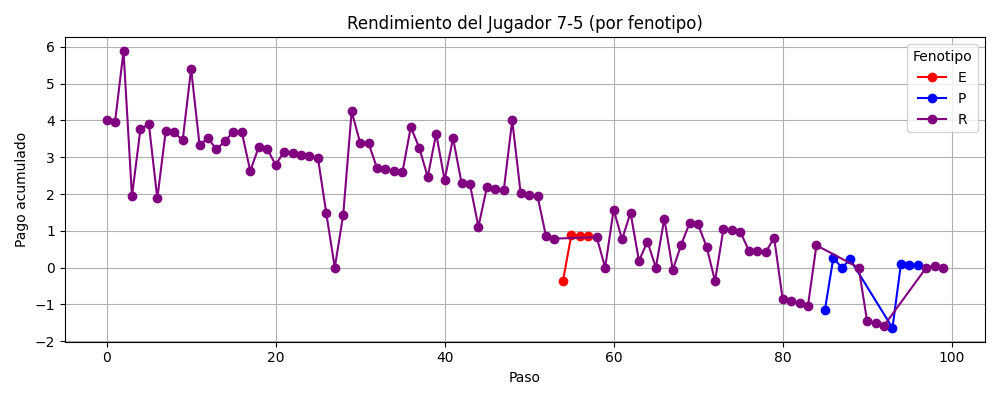 Rendimiento del Jugador 7-5 (por fenotipo)
Pago acumulado
6
5
4
3
2
1
0
−1
−2
Fenotipo
E
P
R
0 20 40 60 80 100
Paso